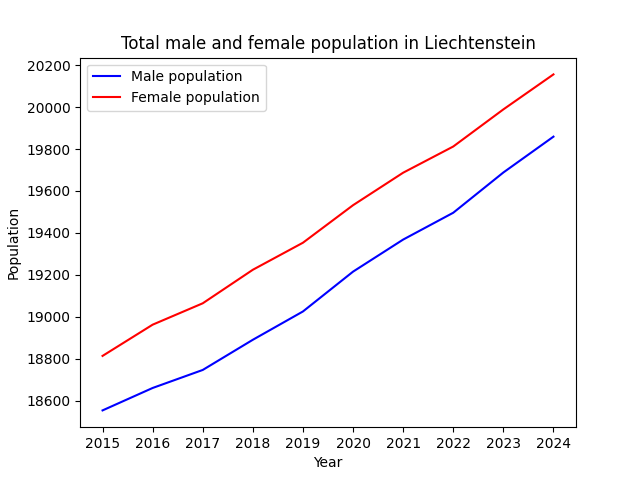 Total male and female population in Liechtenstein
Male population
Female population
20200
20000
19800
19600
19400
19200
19000
18800
18600
Population
2015 2016 2017 2018 2019 2020 2021 2022 2023 2024
Year